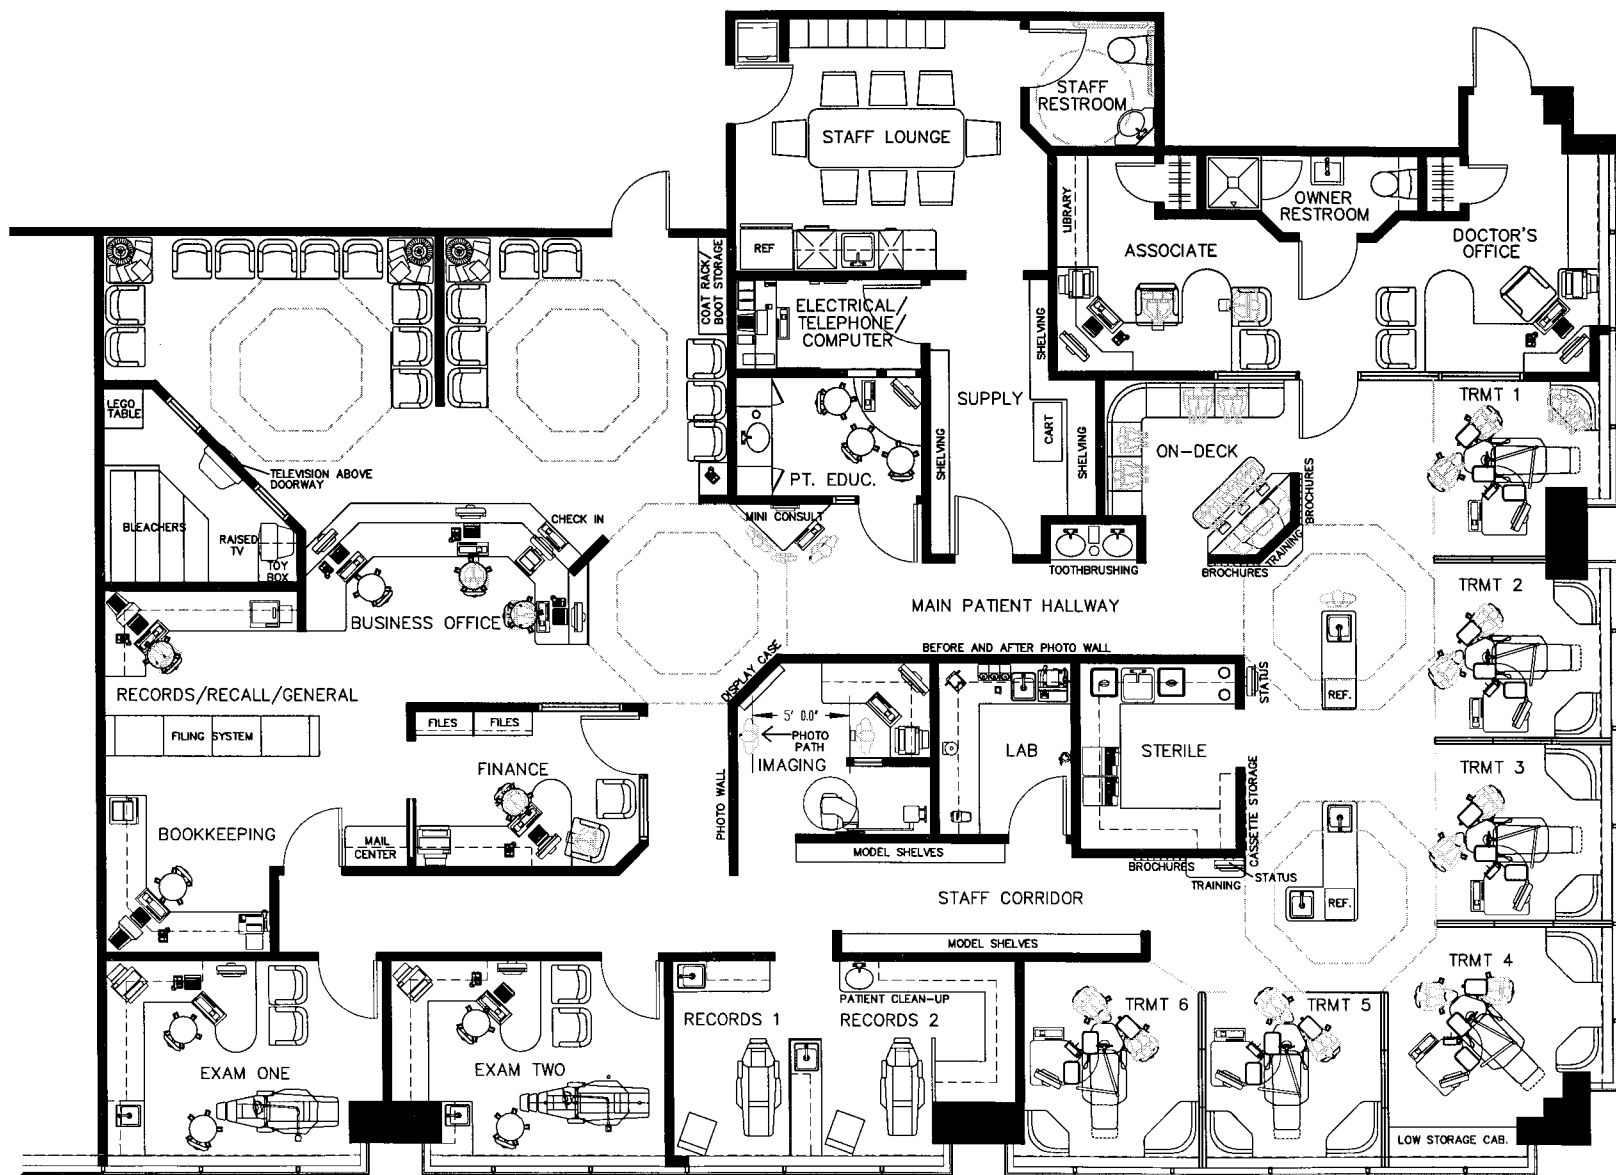 STAFF
RESTROOM
STAFF LOUNGE
REF
LIBRARY
OWNER
RESTROOM
ASSOCIATE
DOCTOR'S
OFFICE
COAT RACK/
BOOT STORAGE
ELECTRICAL/
TELEPHONE/
COMPUTER
SHELVING
LEGO
TABLE
SUPPLY
CART
SHELVING
SHELVING
ON-DECK
TRMT 1
TELEVISION ABOVE
DOORWAY
PT. EDUC.
BROCHURES
BLEACHERS
RAISED
TV
TOY
BOX
CHECK IN
MINI CONSULT
TOOTHBRUSHING
BROCHURES
TRAINING
TRMT 2
BUSINESS OFFICE
MAIN PATIENT HALLWAY
BEFORE AND AFTER PHOTO WALL
DISPLAY CASE
STATUS
REF.
RECORDS/RECALL/GENERAL
FILING SYSTEM
FILES
FILES
5' 0.0"
PHOTO
PATH
IMAGING
LAB
STERILE
FINANCE
TRMT 3
PHOTO WALL
CASSETTE STORAGE
BOOKKEEPING
MAIL
CENTER
MODEL SHELVES
BROCHURES
TRAINING
STATUS
STAFF CORRIDOR
REF.
MODEL SHELVES
TRMT 4
PATIENT CLEAN-UP
RECORDS 1
RECORDS 2
TRMT 6
TRMT 5
EXAM ONE
EXAM TWO
LOW STORAGE CAB.